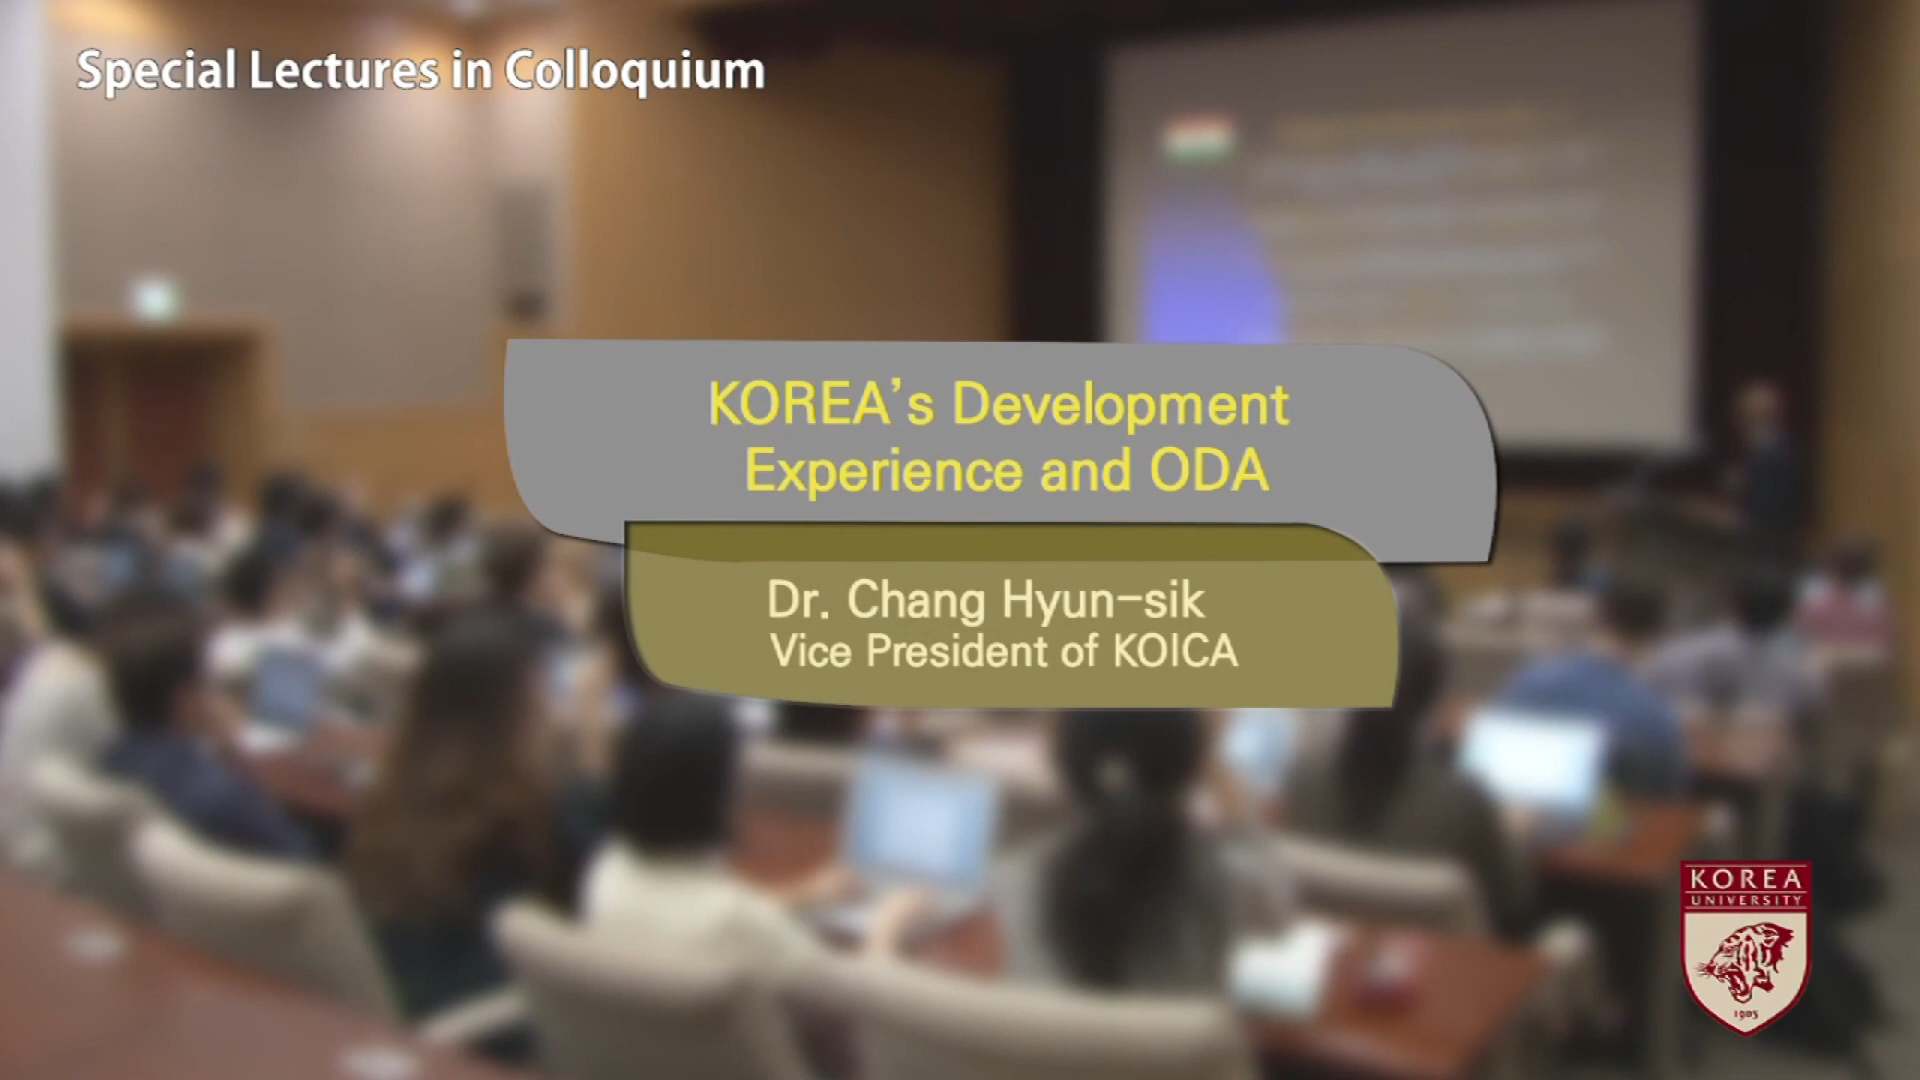 Special Lectures in Colloquium
KOREA's Development
Experience and ODA
Dr. Chang Hyun-sik
Vice President of KOICA
KOREA
UNIVERSITY
1905